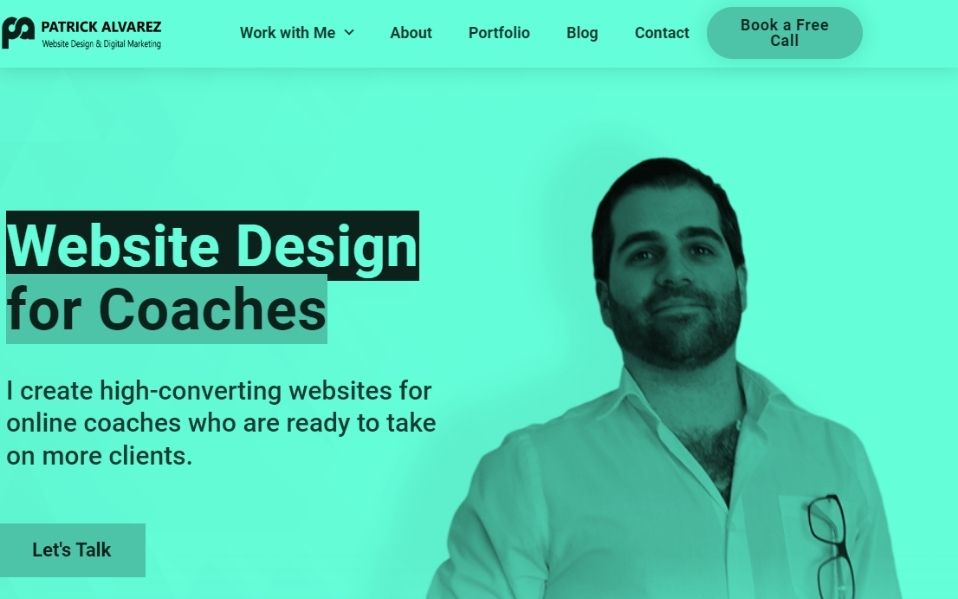 PATRICK ALVAREZ
Website Design & Digital Marketing
Work with Me
About
Portfolio
Blog
Contact
Book a Free
Call
Website Design
for Coaches
I create high-converting websites for
online coaches who are ready to take
on more clients.
Let's Talk